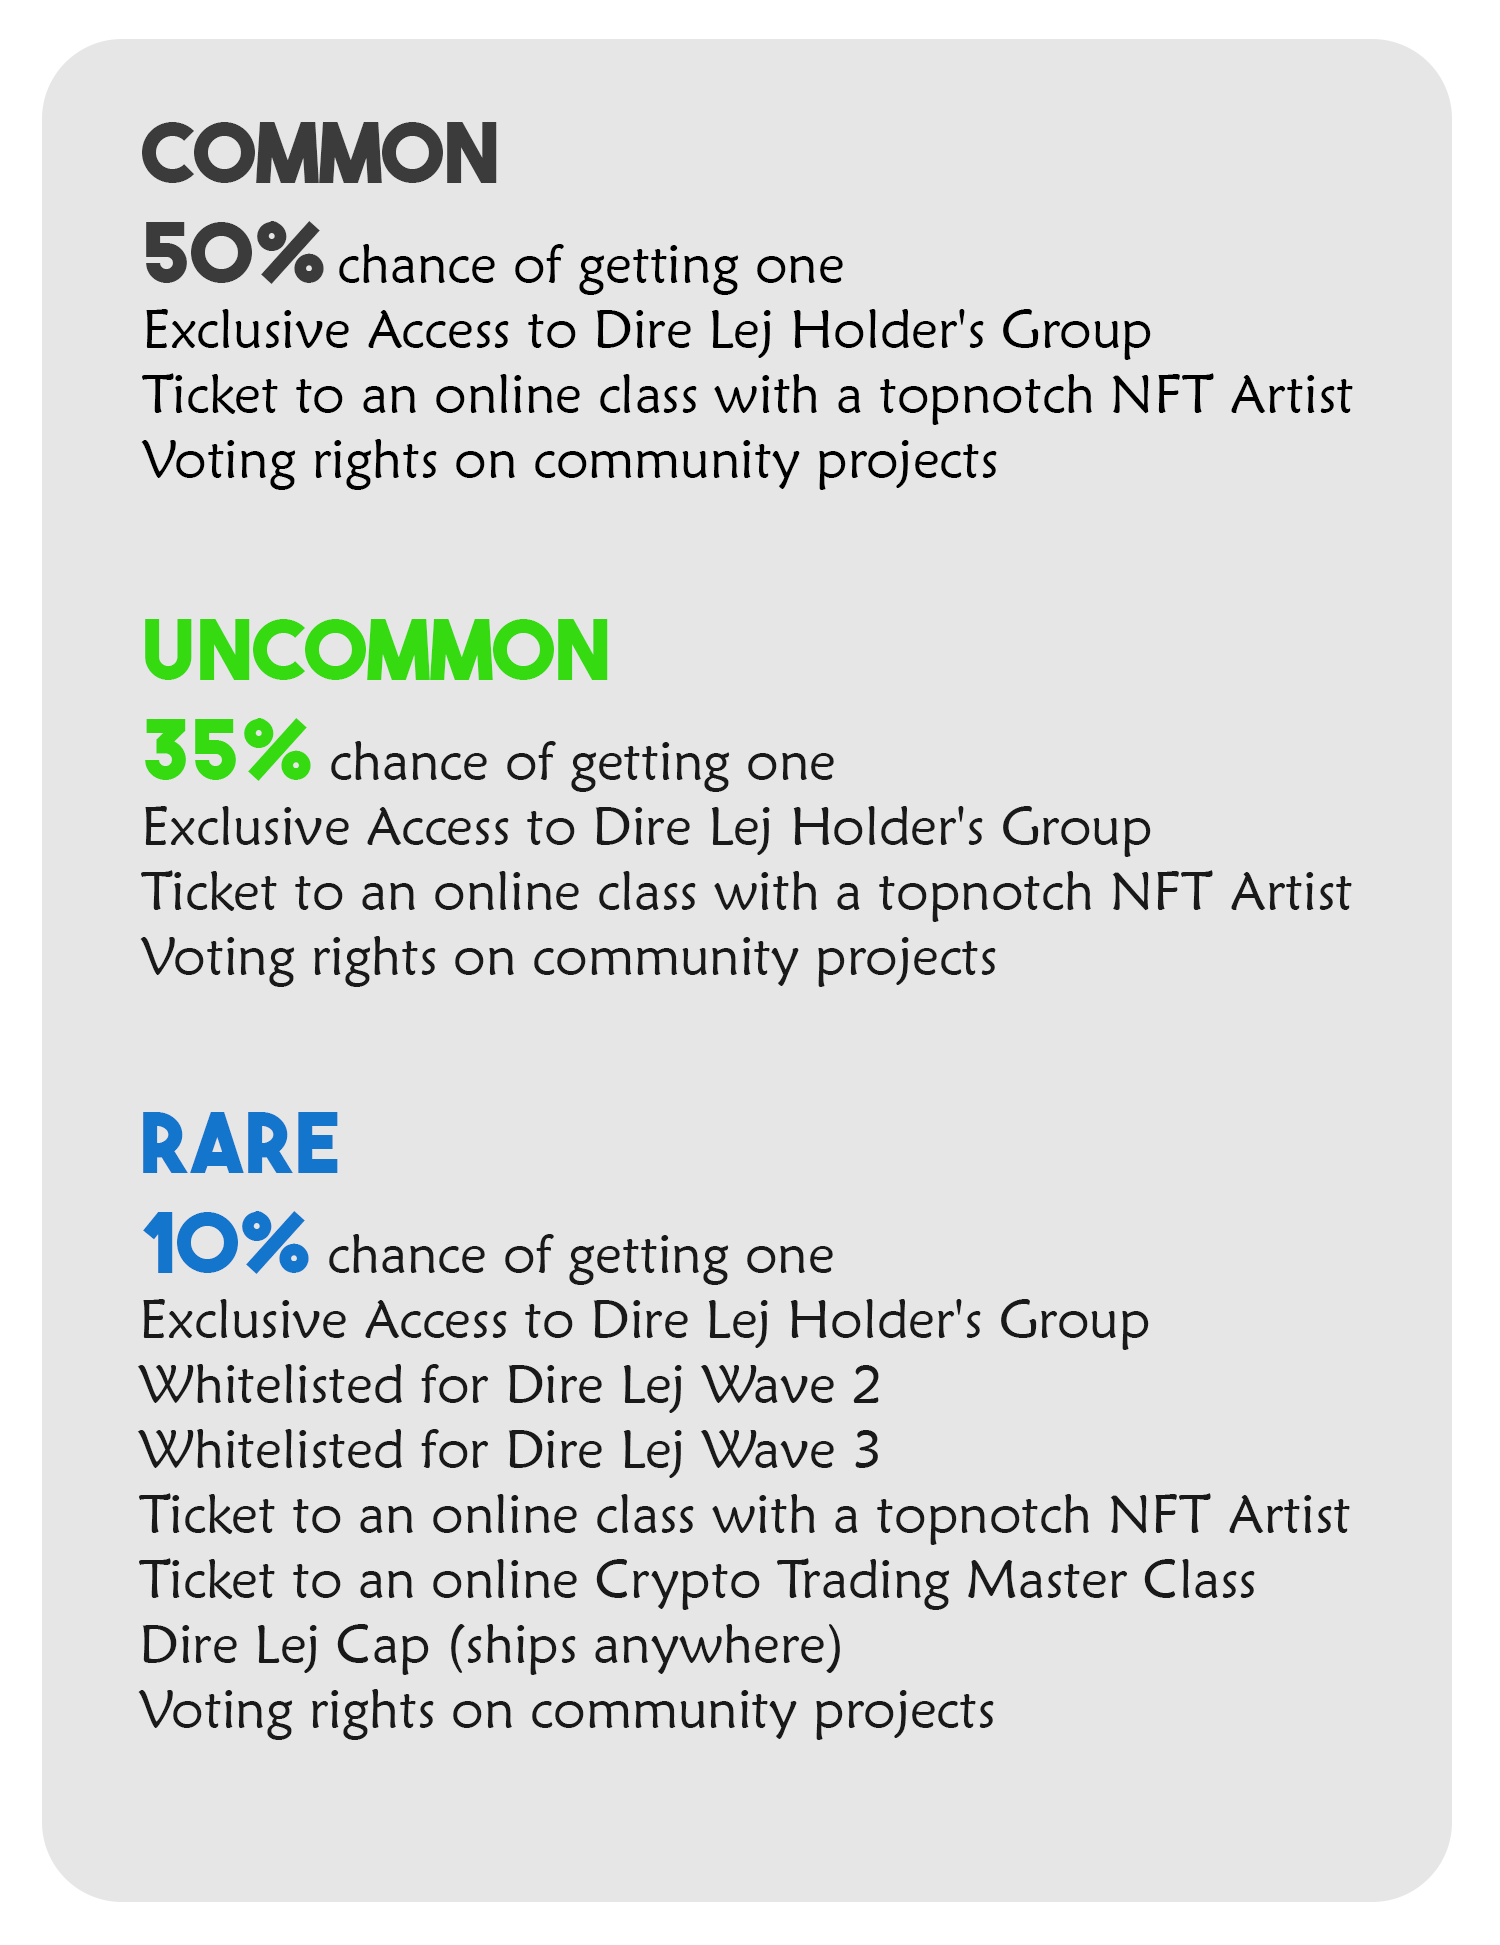 COMMON
50% chance of getting one
Exclusive Access to Dire Lej Holder's Group
Ticket to an online class with a topnotch NFT Artist
Voting rights on community projects
UNCOMMON
35% chance of getting one
Exclusive Access to Dire Lej Holder's Group
Ticket to an online class with a topnotch NFT Artist
Voting rights on community projects
RARE
10% chance of getting one
Exclusive Access to Dire Lej Holder's Group
Whitelisted for Dire Lej Wave 2
Whitelisted for Dire Lej Wave 3
Ticket to an online class with a topnotch NFT Artist
Ticket to an online Crypto Trading Master Class
Dire Lej Cap (ships anywhere)
Voting rights on community projects